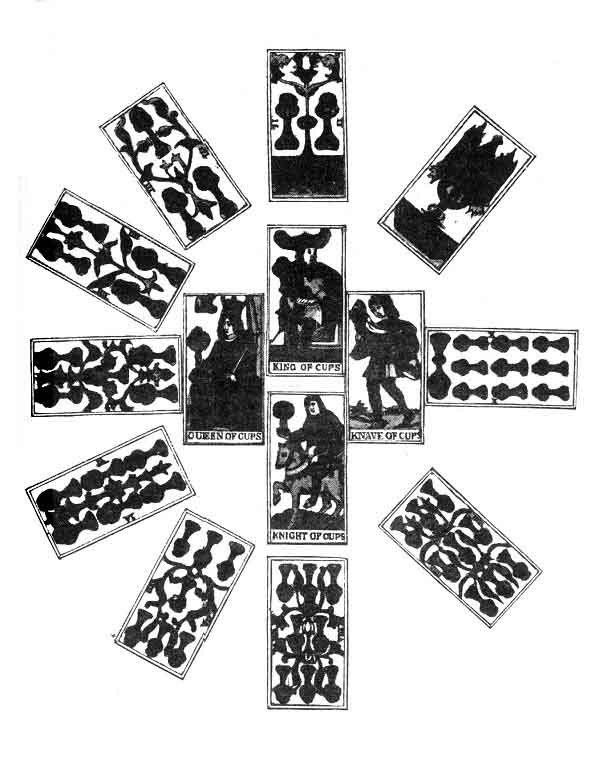 KING OF CUPS
QUEEN OF CUPS
KNAVE OF CUPS
KNIGHT OF CUPS